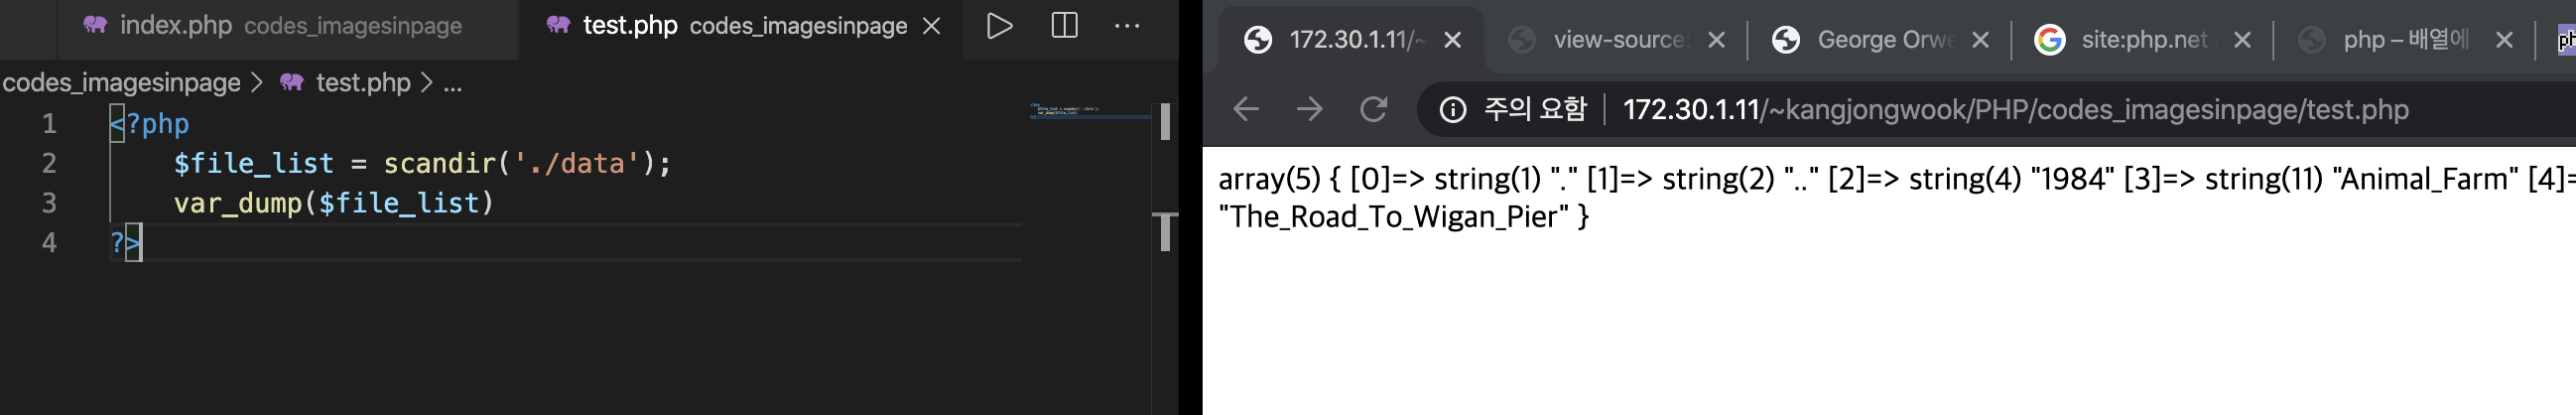 index.php codes_imagesinpage
test.php codes_imagesinpage
codes_imagesinpage > test.php > ...
1 <?php
2 $file_list = scandir('./data');
3 var_dump($file_list)
4 ?>
172.30.1.11/~
view-source:
George Orwe
site:php.net
php – 배열에
주의 요함 172.30.1.11/~kangjongwook/PHP/codes_imagesinpage/test.php
array(5) { [0]=> string(1) "." [1]=> string(2) ".." [2]=> string(4) "1984" [3]=> string(11) "Animal_Farm" [4]=
"The_Road_To_Wigan_Pier" }